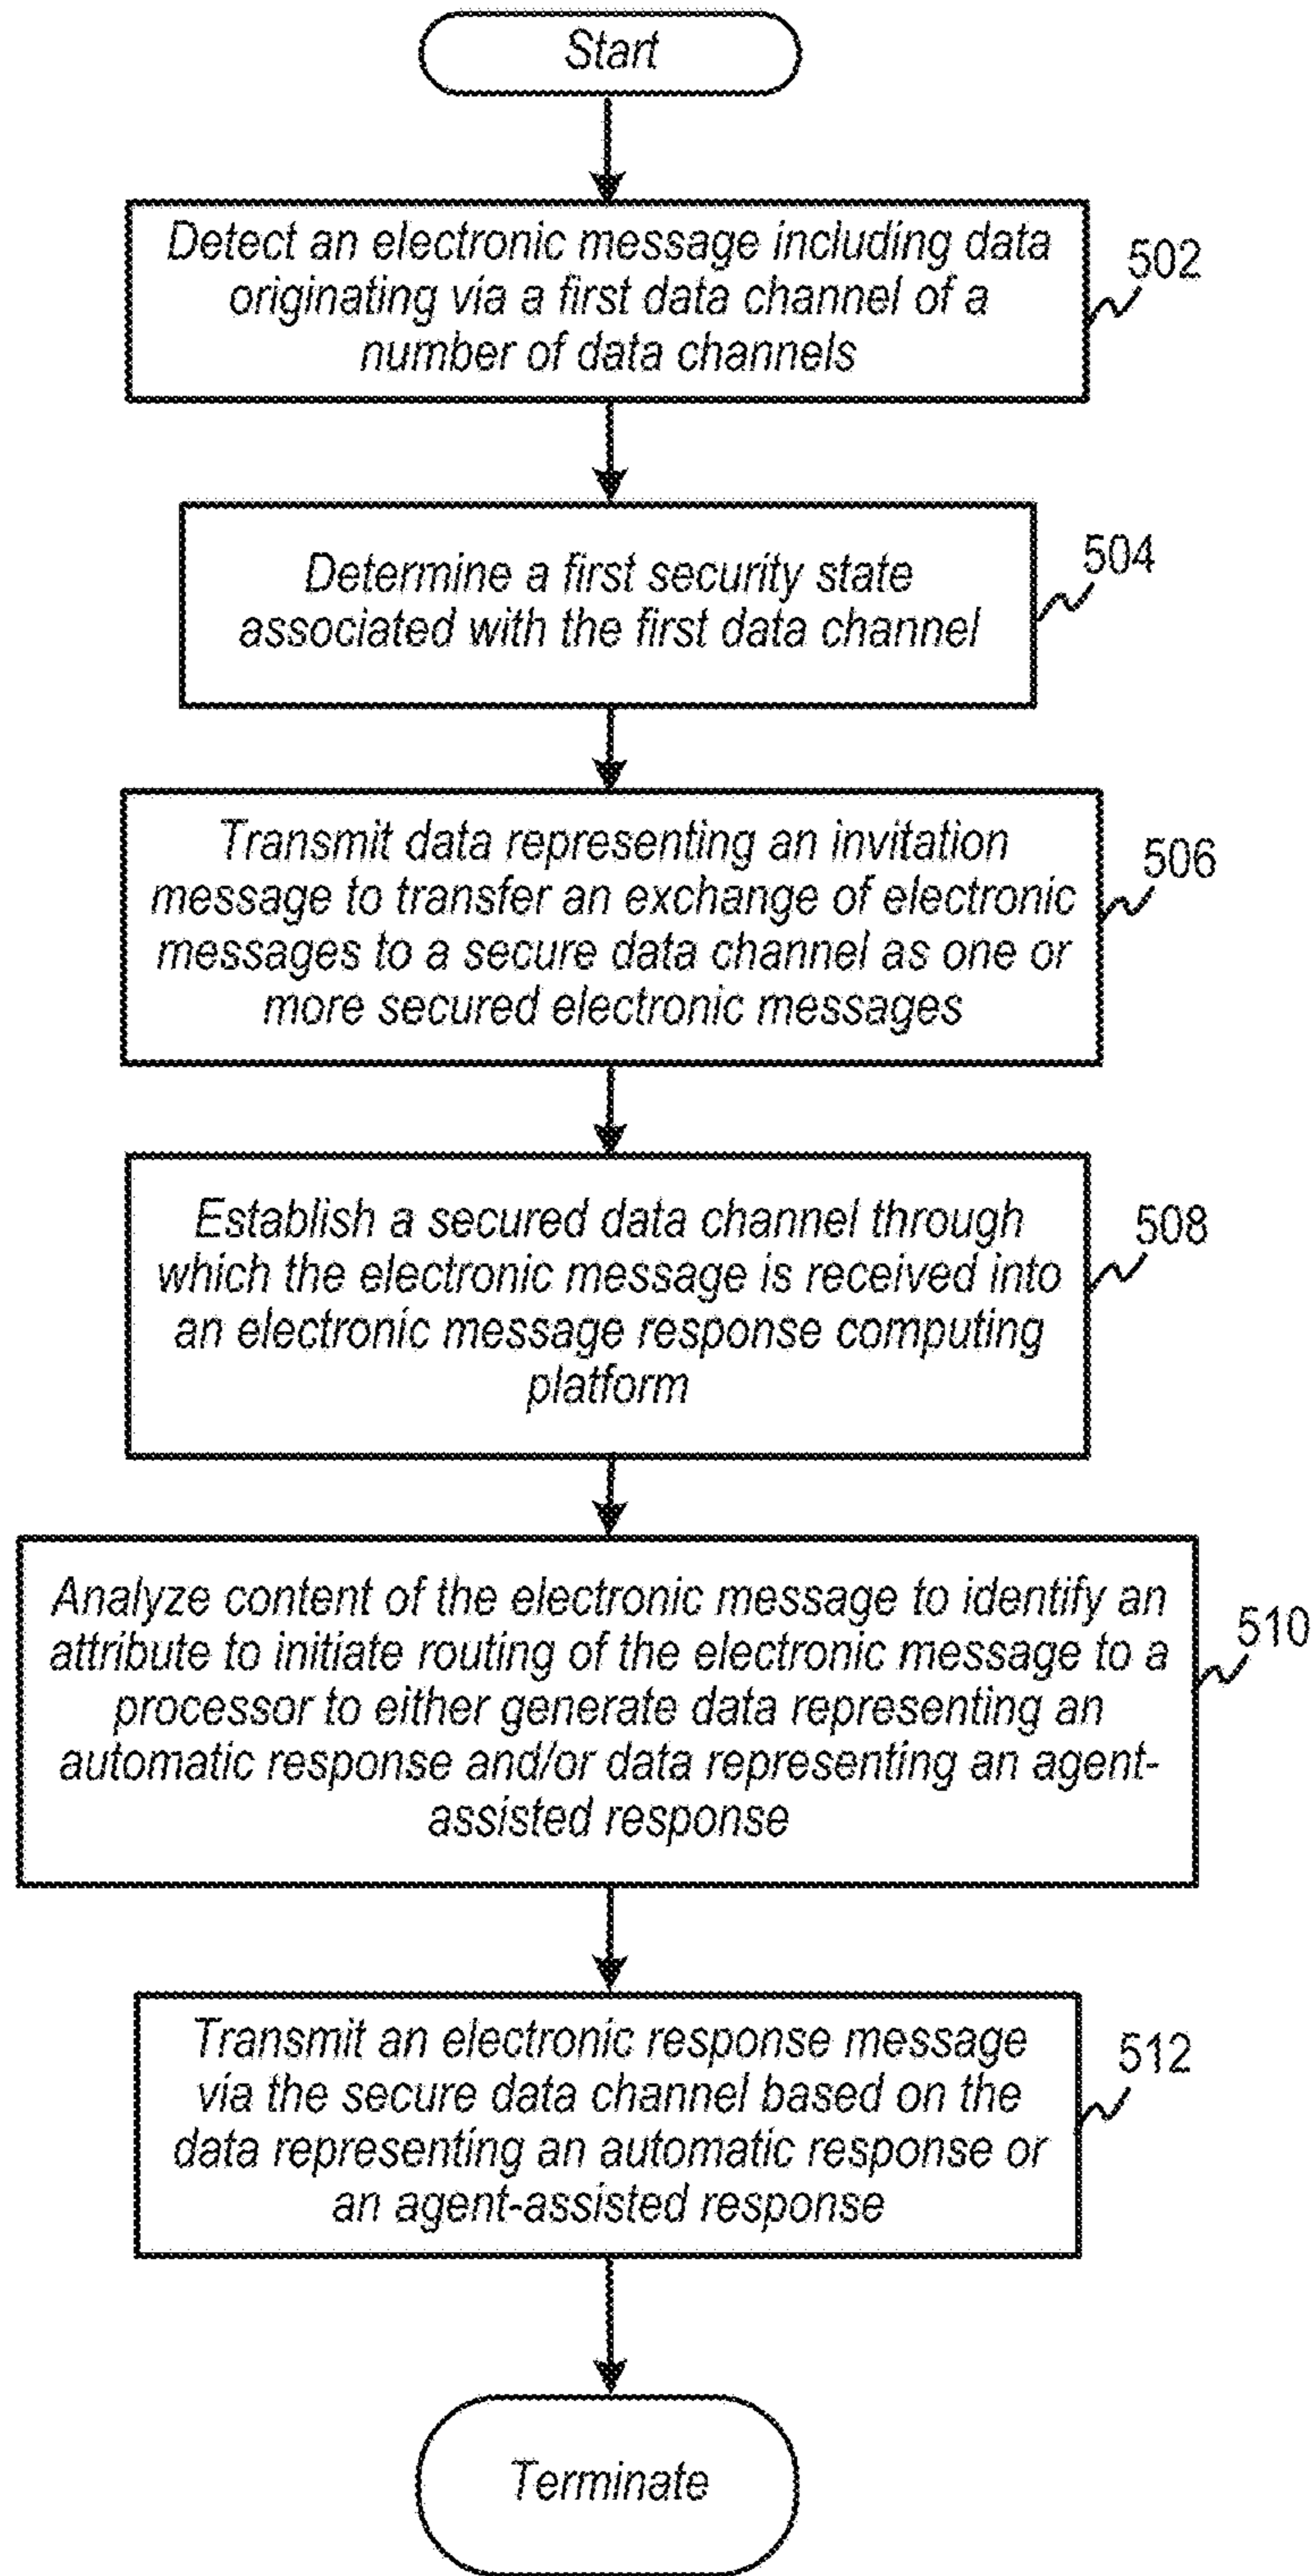 Start
Detect an electronic message including data
originating via a first data channel of a
number of data channels
502
Determine a first security state
associated with the first data channel
504
Transmit data representing an invitation
message to transfer an exchange of electronic
messages to a secure data channel as one or
more secured electronic messages
506
Establish a secured data channel through
which the electronic message is received into
an electronic message response computing
platform
508
Analyze content of the electronic message to identify an
attribute to initiate routing of the electronic message to a
processor to either generate data representing an
automatic response and/or data representing an agent-
assisted response
510
Transmit an electronic response message
via the secure data channel based on the
data representing an automatic response or
an agent-assisted response
512
Terminate